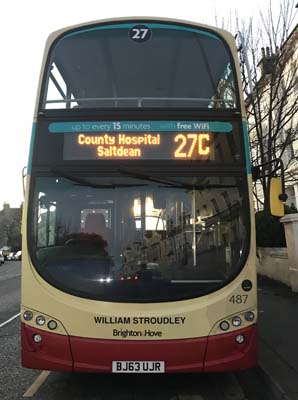 27
up to every 15 minutes with free WiFi
County Hospital
Saltdean
27C
487
WILLIAM STROUDLEY
Brighton&Hove
BJ63 UJR